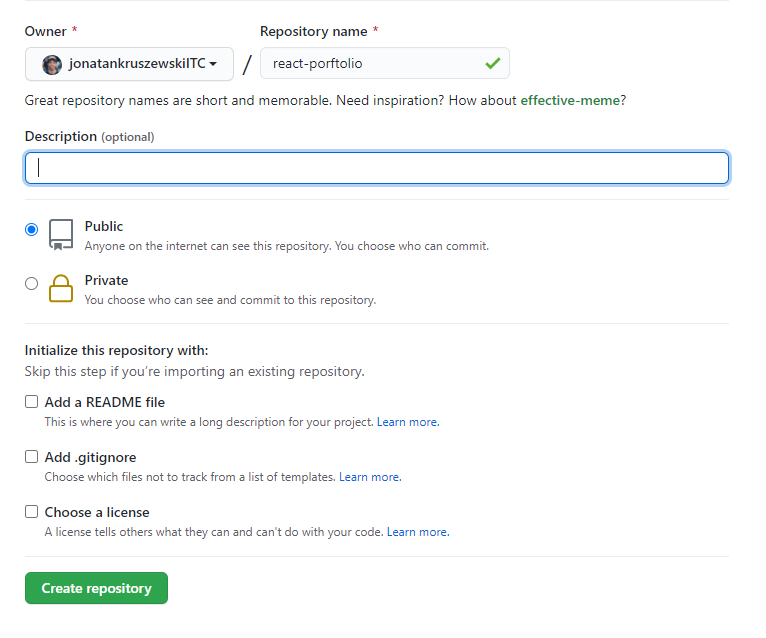 Owner *
Repository name *
jonatankruszewskiITC
/
react-porftolio
Great repository names are short and memorable. Need inspiration? How about effective-meme?
Description (optional)
Public
Anyone on the internet can see this repository. You choose who can commit.
Private
You choose who can see and commit to this repository.
Initialize this repository with:
Skip this step if you’re importing an existing repository.
Add a README file
This is where you can write a long description for your project. Learn more.
Add .gitignore
Choose which files not to track from a list of templates. Learn more.
Choose a license
A license tells others what they can and can't do with your code. Learn more.
Create repository